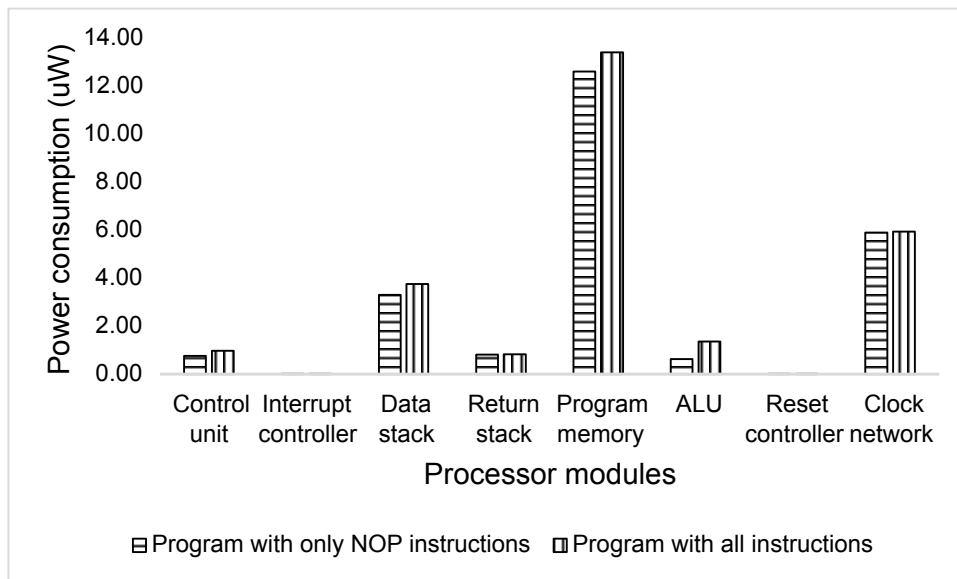 14.00
12.00
10.00
8.00
6.00
4.00
2.00
0.00
Power consumption (uW)
Control Interrupt Data Return Program ALU Reset Clock
unit controller stack stack memory controller network
Processor modules
Program with only NOP instructions Program with all instructions